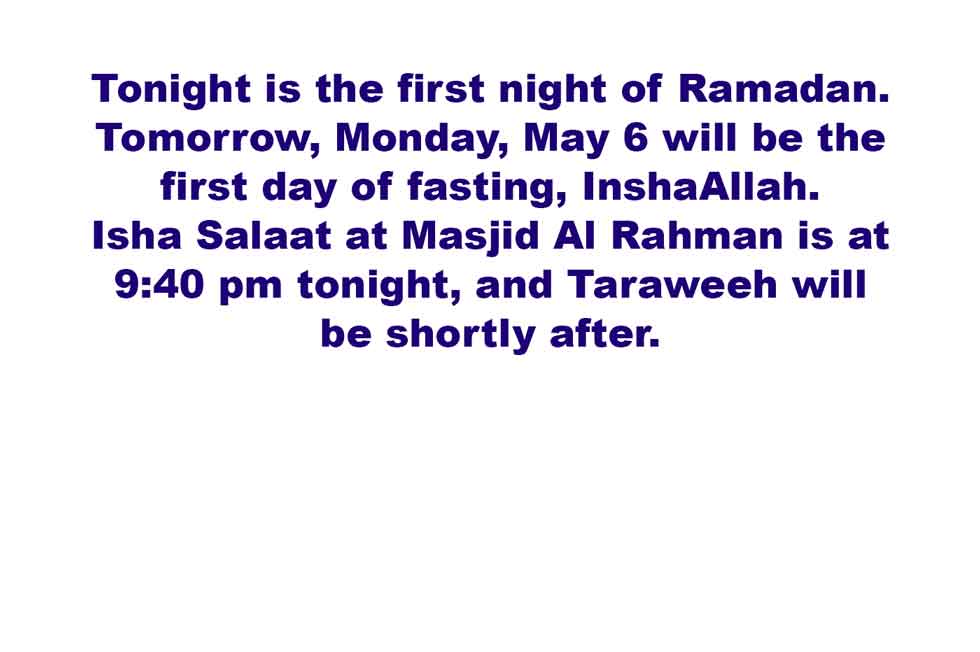 Tonight is the first night of Ramadan.
Tomorrow, Monday, May 6 will be the
first day of fasting, InshaAllah.
Isha Salaat at Masjid Al Rahman is at
9:40 pm tonight, and Taraweeh will
be shortly after.